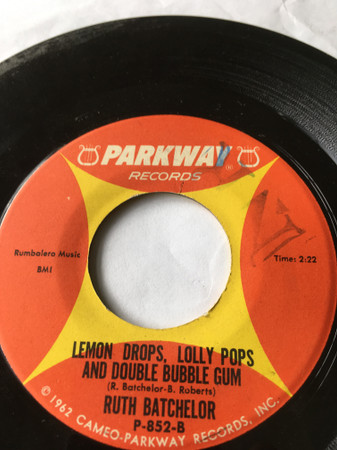 PARKWAY
RECORDS
Rumbalero Music
BMI
Time: 2:22
LEMON DROPS, LOLLY POPS
AND DOUBLE BUBBLE GUM
(R. Batchelor-B. Roberts)
RUTH BATCHELOR
P-852-B
© 1962 CAMEO-PARKWAY RECORDS, INC.